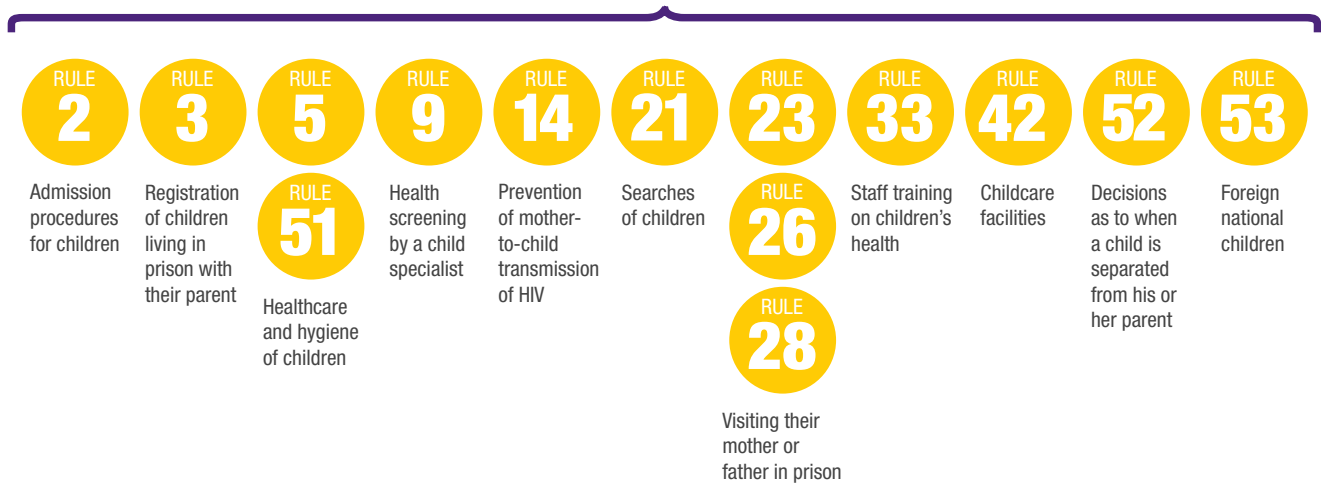 RULE
2
Admission
procedures
for children
RULE
3
Registration
of children
living in
prison with
their parent
RULE
5
RULE
51
Healthcare
and hygiene
of children
RULE
9
Health
screening
by a child
specialist
RULE
14
Prevention
of mother-
to-child
transmission
of HIV
RULE
21
Searches
of children
RULE
23
RULE
26
RULE
28
Visiting their
mother or
father in prison
RULE
33
Staff training
on children's
health
RULE
42
Childcare
facilities
RULE
52
Decisions
as to when
a child is
separated
from his or
her parent
RULE
53
Foreign
national
children